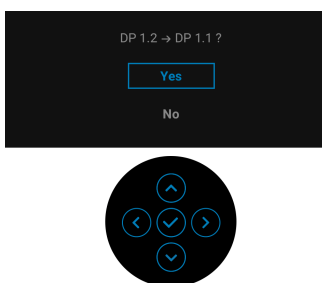 DP 1.2 → DP 1.1 ?
Yes
No